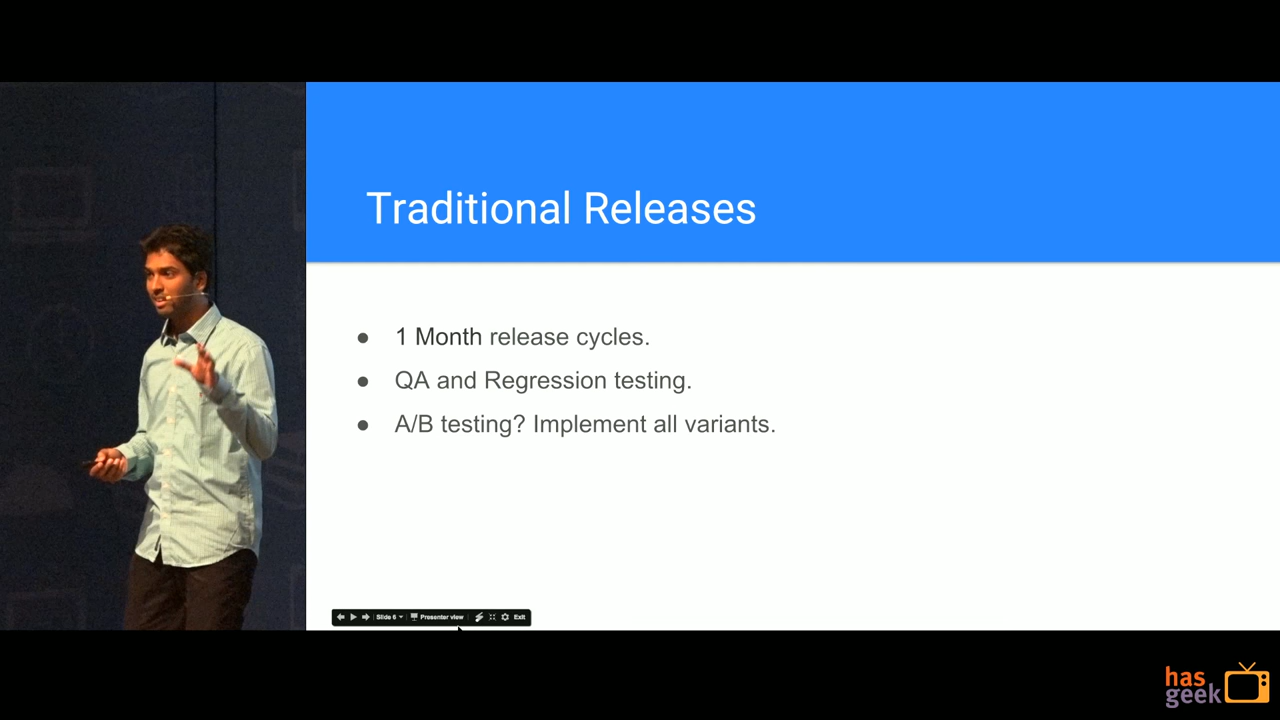 Traditional Releases
● 1 Month release cycles.
● QA and Regression testing.
● A/B testing? Implement all variants.
Slide 6 Presenter view Exit
has
geek